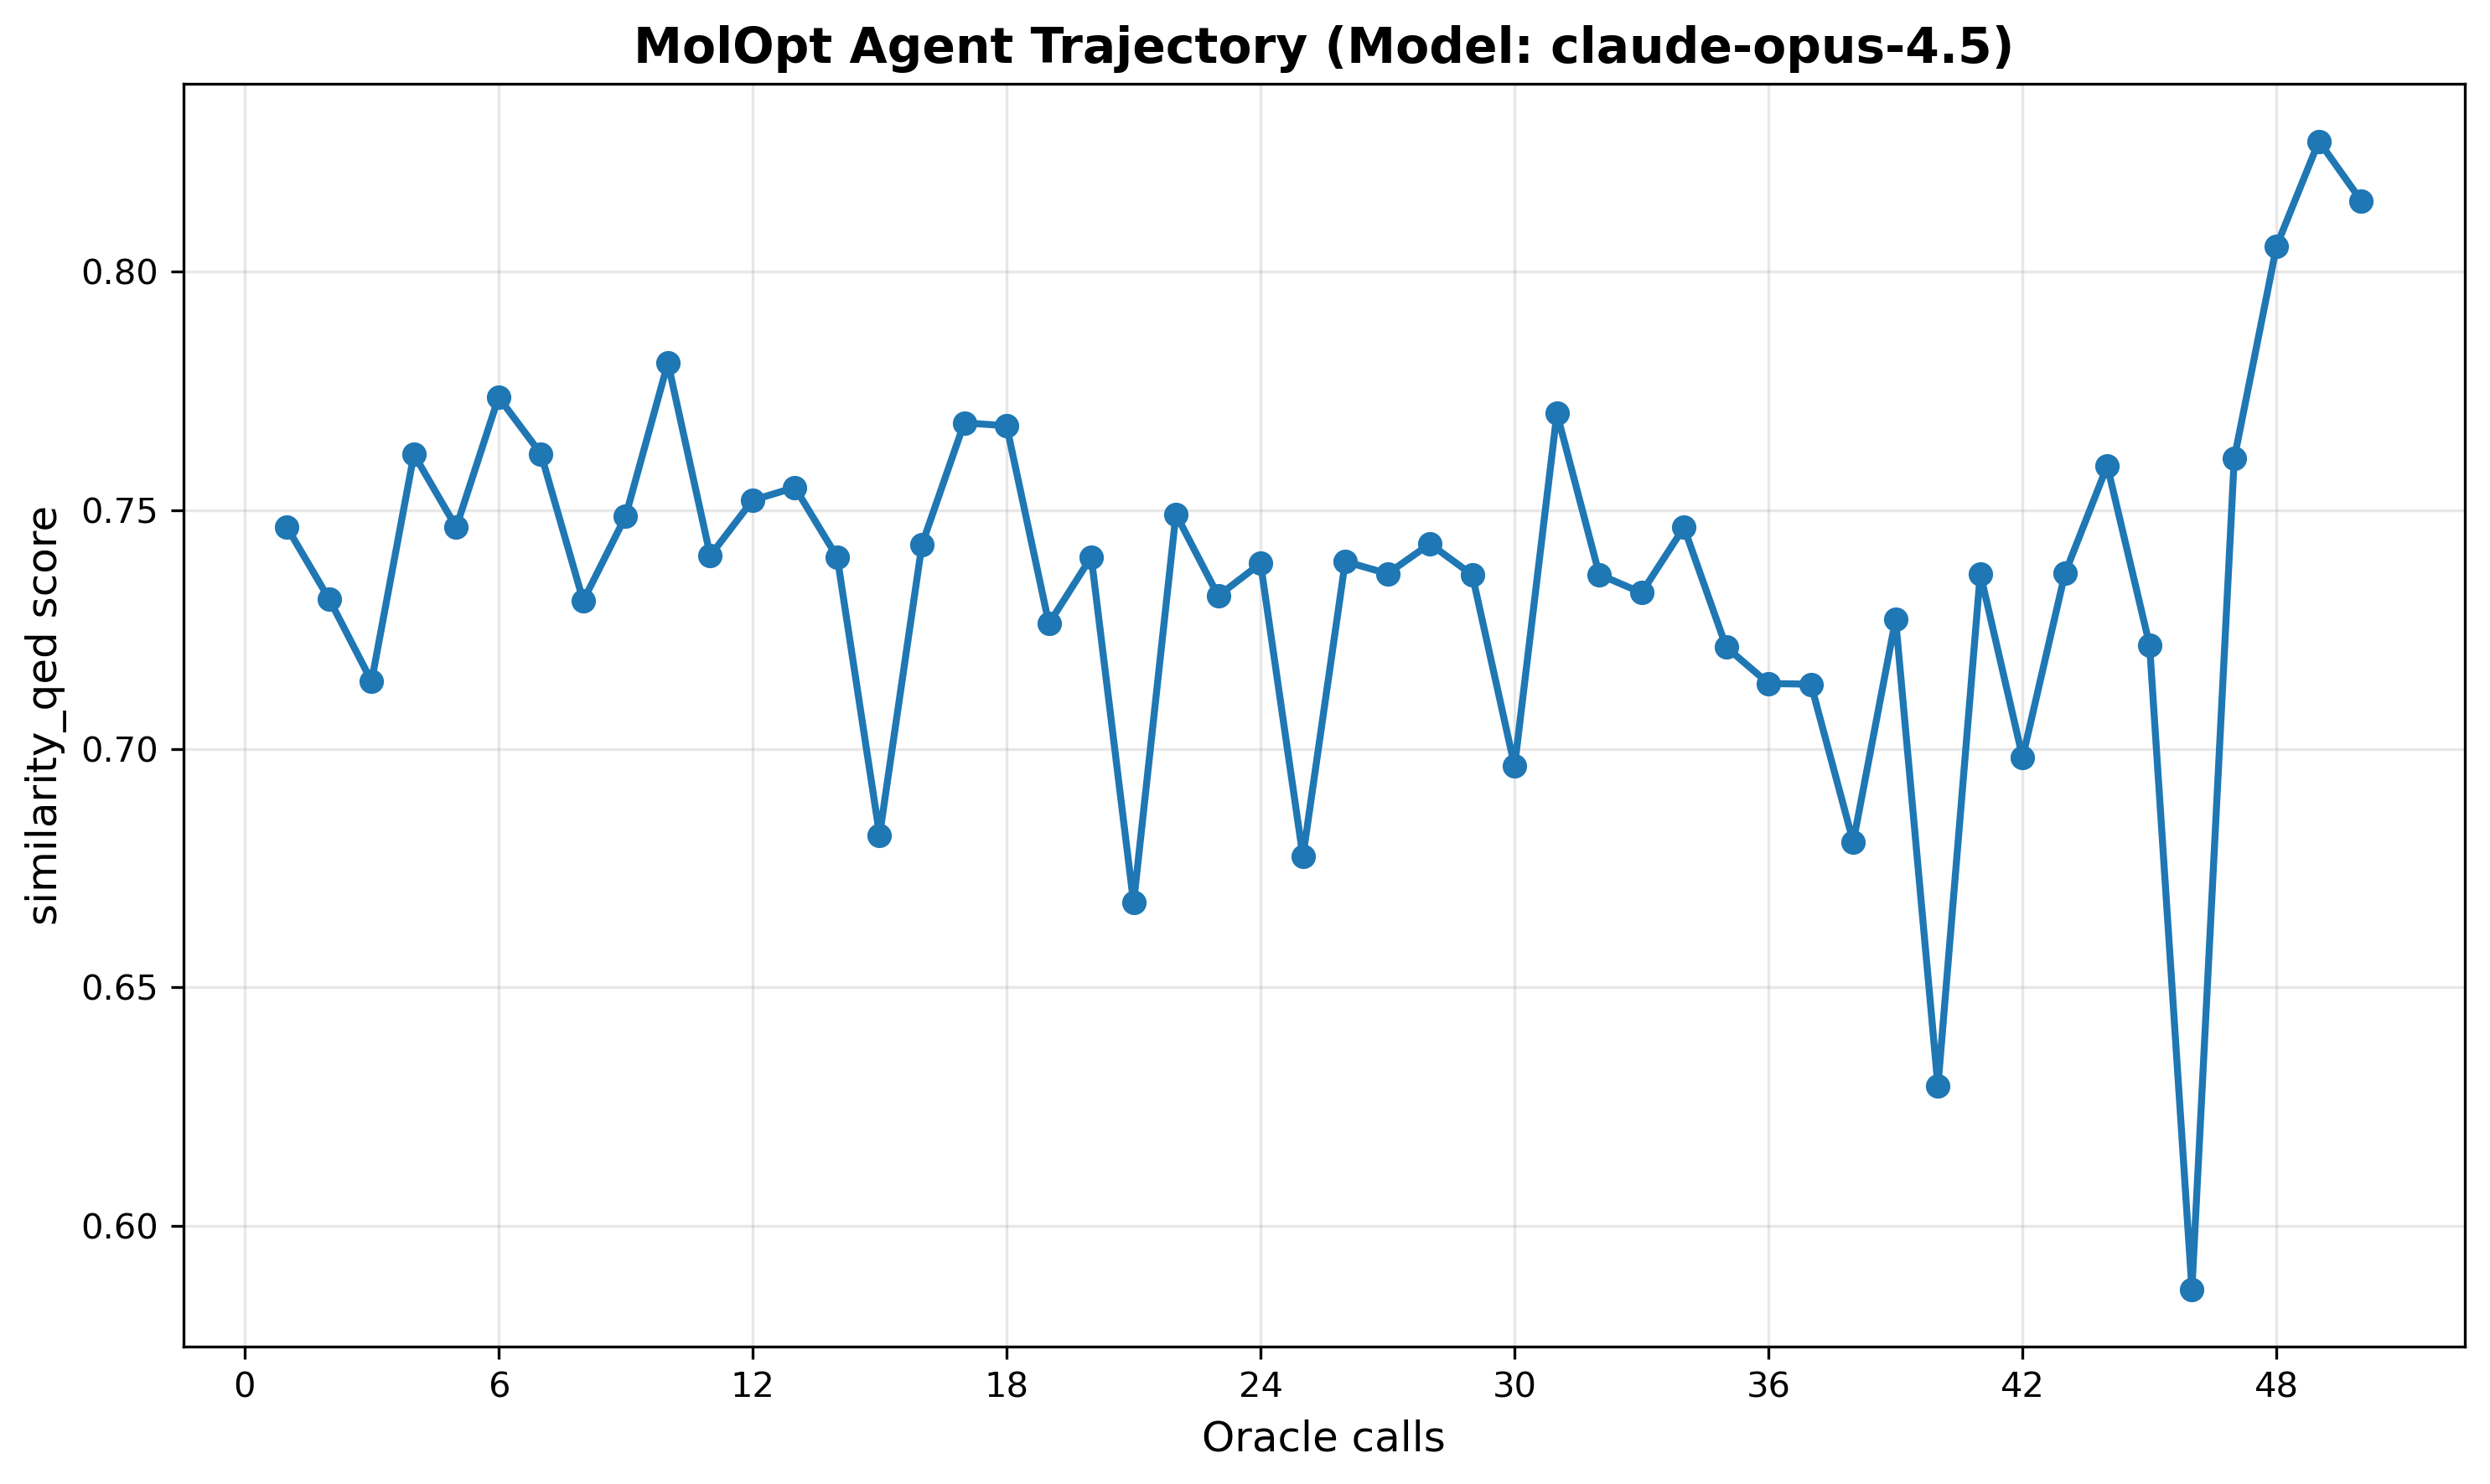 MolOpt Agent Trajectory (Model: claude-opus-4.5)
similarity_qed score
0.80
0.75
0.70
0.65
0.60
0 6 12 18 24 30 36 42 48
Oracle calls